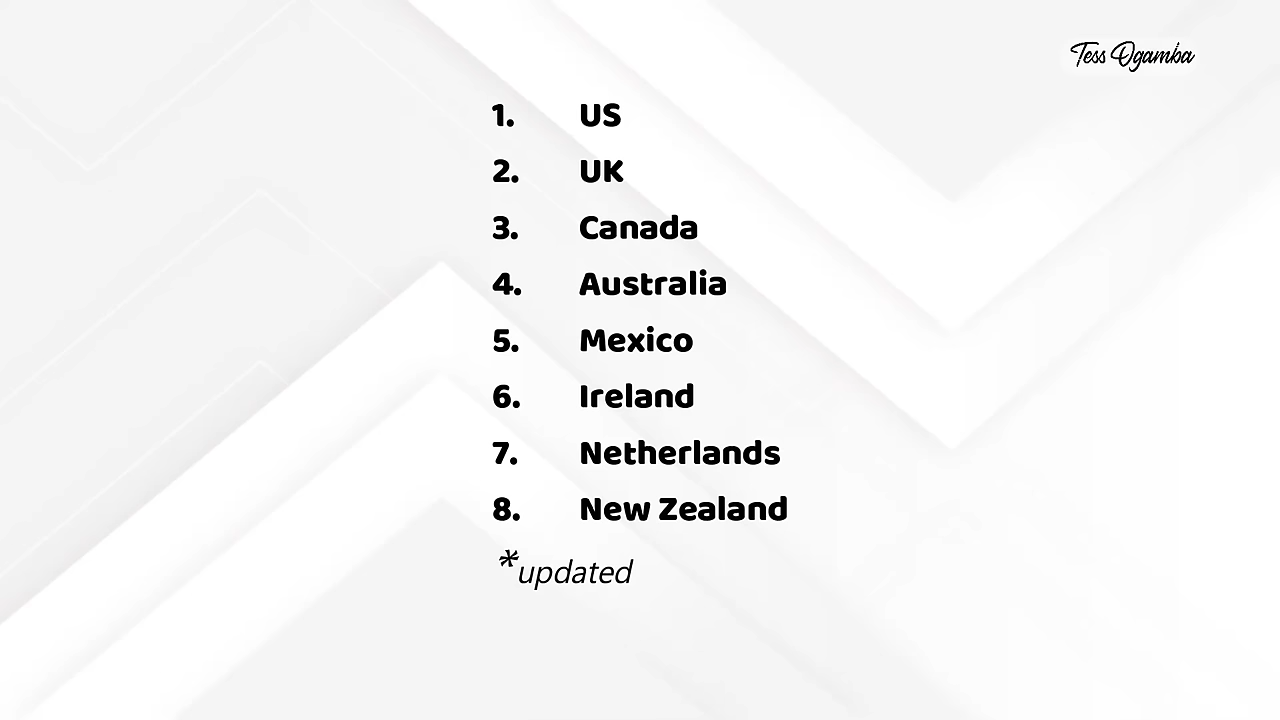 Tess Ogamba
1. US
2. UK
3. Canada
4. Australia
5. Mexico
6. Ireland
7. Netherlands
8. New Zealand
*updated